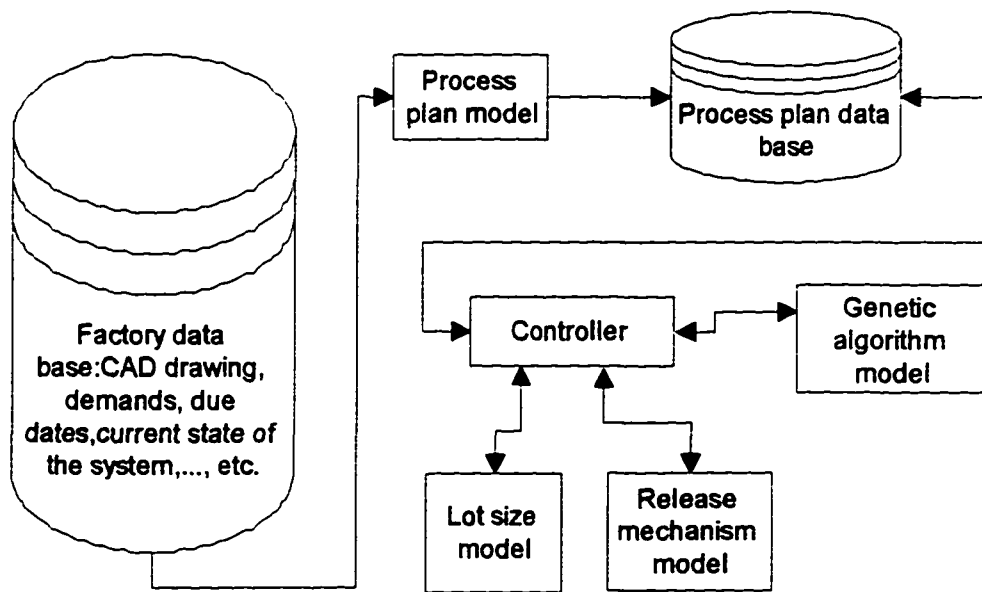 Process
plan model
Process plan data
base
Factory data
base:CAD drawing,
demands, due
dates,current state of
the system,..., etc.
Controller
Genetic
algorithm
model
Lot size
model
Release
mechanism
model